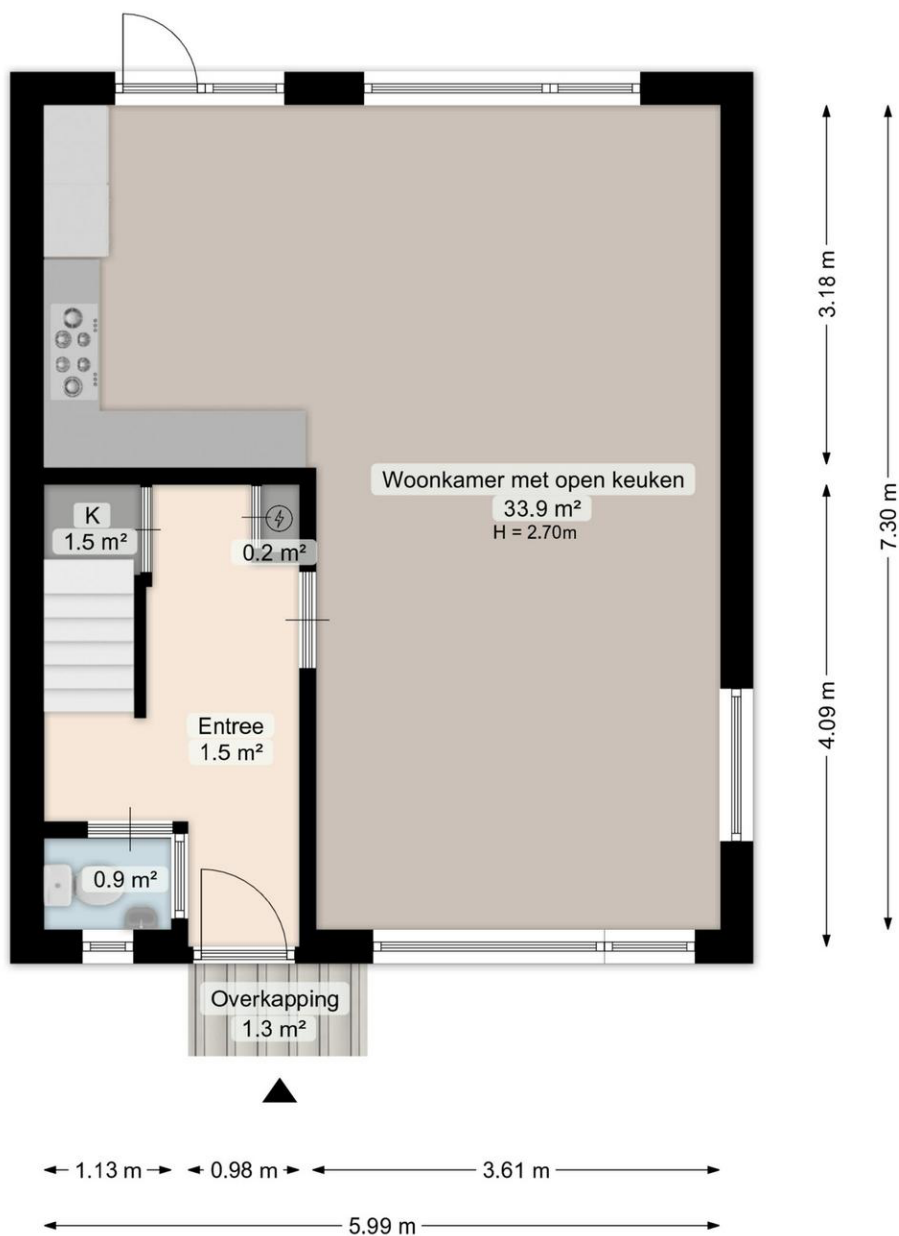 3.18 m
7.30 m
Woonkamer met open keuken
33.9 m²
H = 2.70m
K
1.5 m²
0.2 m²
4.09 m
Entree
1.5 m²
0.9 m²
Overkapping
1.3 m²
1.13 m
0.98 m
3.61 m
5.99 m